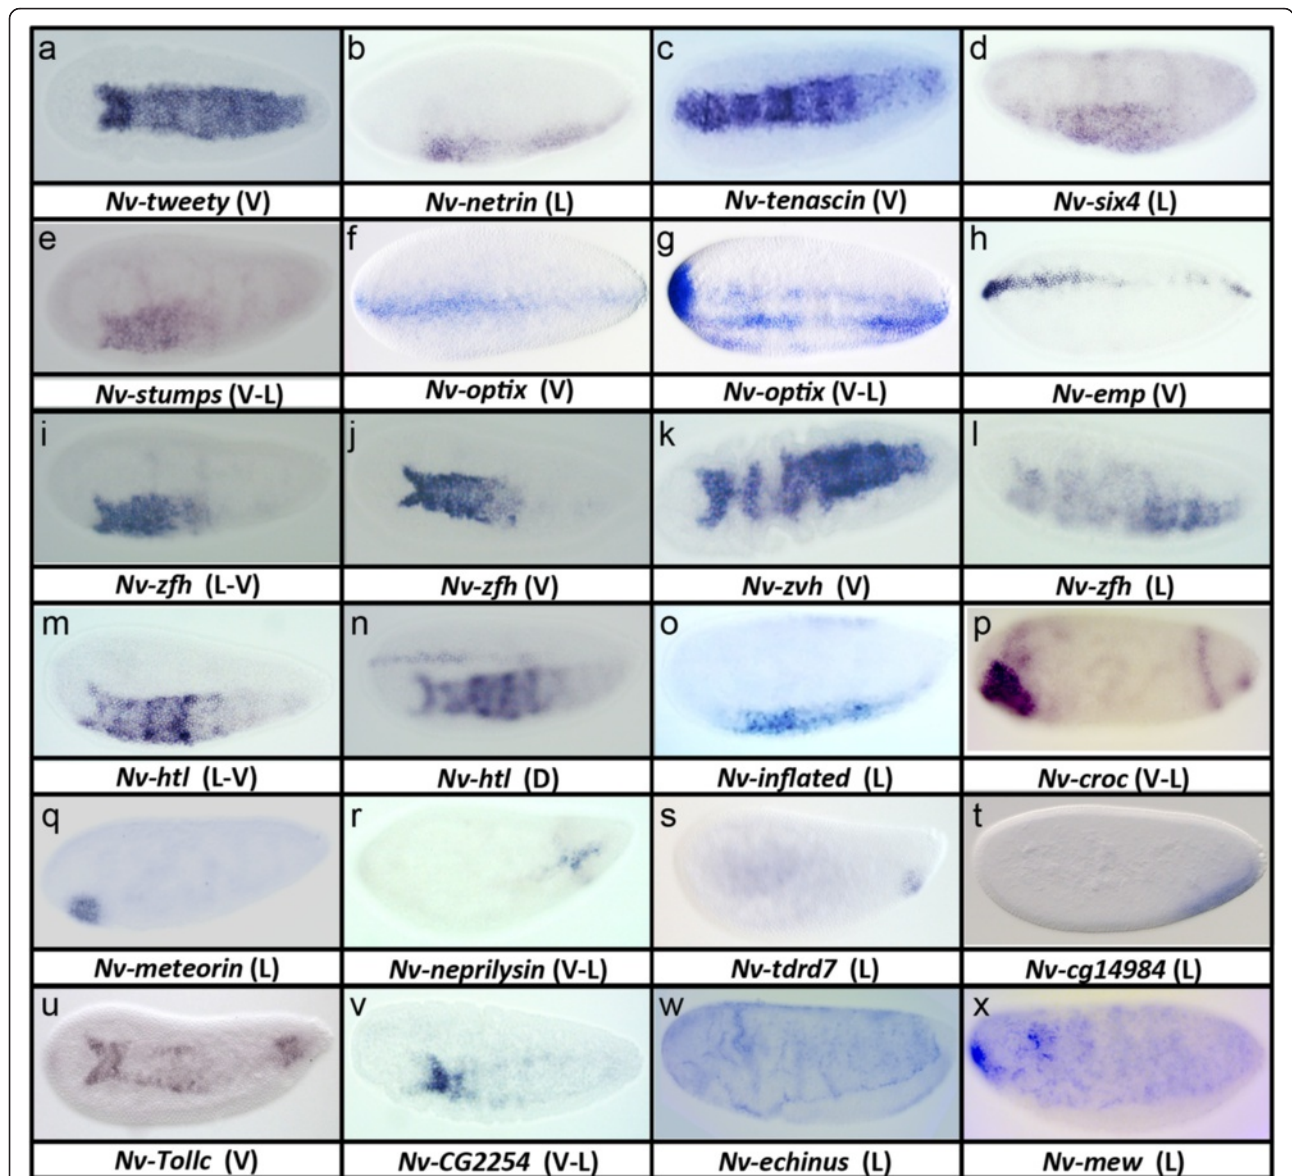 a b c d
Nv-tweety (V) Nv-netrin (L) Nv-tenascin (V) Nv-six4 (L)
e f g h
Nv-stumps (V-L) Nv-optix (V) Nv-optix (V-L) Nv-emp (V)
i j k l
Nv-zfh (L-V) Nv-zfh (V) Nv-zvh (V) Nv-zfh (L)
m n o p
Nv-htl (L-V) Nv-htl (D) Nv-inflated (L) Nv-croc (V-L)
q r s t
Nv-meteorin (L) Nv-neprilysin (V-L) Nv-tdrd7 (L) Nv-cg14984 (L)
u v w x
Nv-Tollc (V) Nv-CG2254 (V-L) Nv-echinus (L) Nv-mew (L)